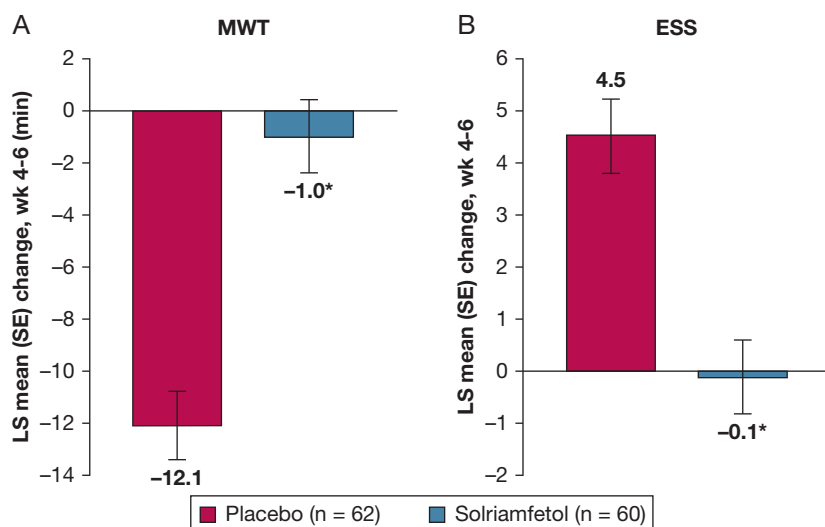 A
MWT
LS mean (SE) change, wk 4-6 (min)
2
0
–2
–4
–6
–8
–10
–12
–14
–12.1
–1.0*
B
ESS
LS mean (SE) change, wk 4-6
6
5
4
3
2
1
0
–1
–2
4.5
–0.1*
Placebo (n = 62)
Solriamfetol (n = 60)